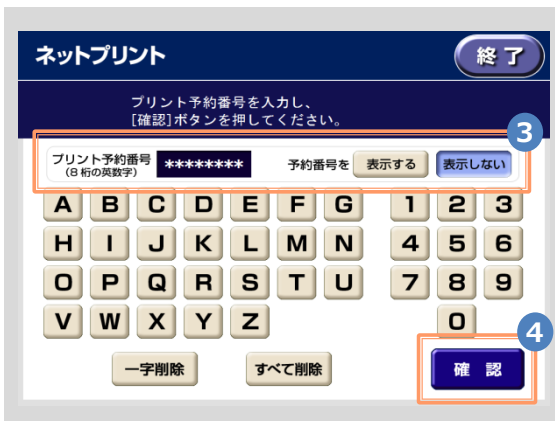 ネットプリント 終了
プリント予約番号を入力し、
[確認]ボタンを押してください。
3
プリント予約番号 ******** 予約番号を 表示する 表示しない
(8桁の英数字)
A B C D E F G 1 2 3
H I J K L M N 4 5 6
O P Q R S T U 7 8 9
V W X Y Z 0
4
一字削除 すべて削除 確認